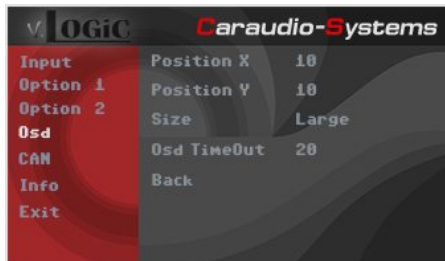 v.LOGiC
Caraudio-Systems
Input
Option 1
Option 2
Osd
CAN
Info
Exit
Position X 10
Position Y 10
Size Large
Osd TimeOut 20
Back